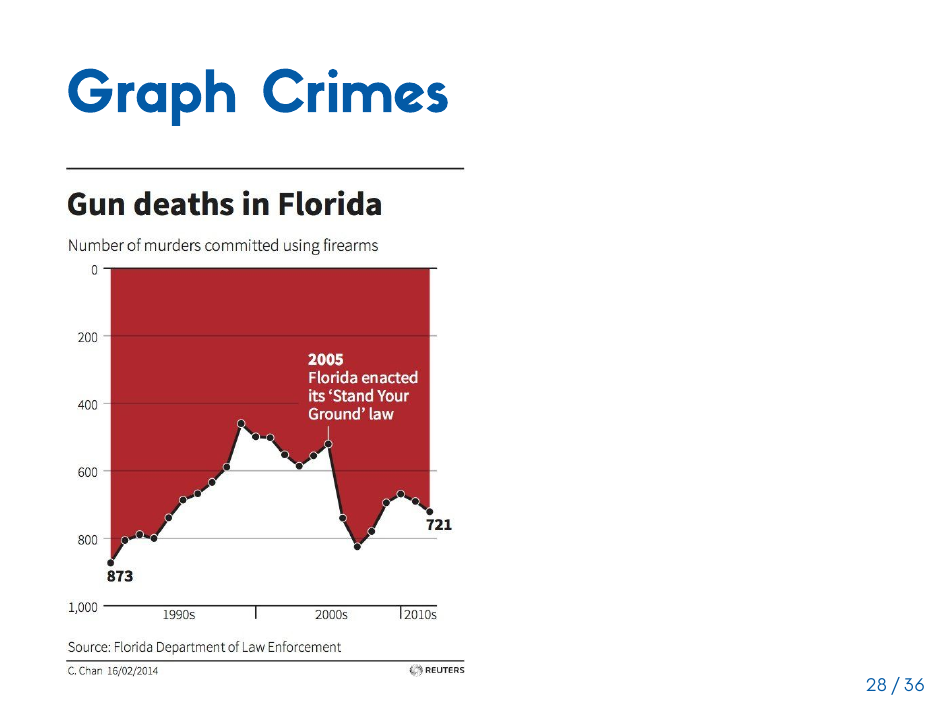 Graph Crimes
Gun deaths in Florida
Number of murders committed using firearms
0
200
2005
Florida enacted
its ‘Stand Your
Ground’ law
400
600
721
800
873
1,000
1990s
2000s
2010s
Source: Florida Department of Law Enforcement
C. Chan 16/02/2014
REUTERS
28 / 36